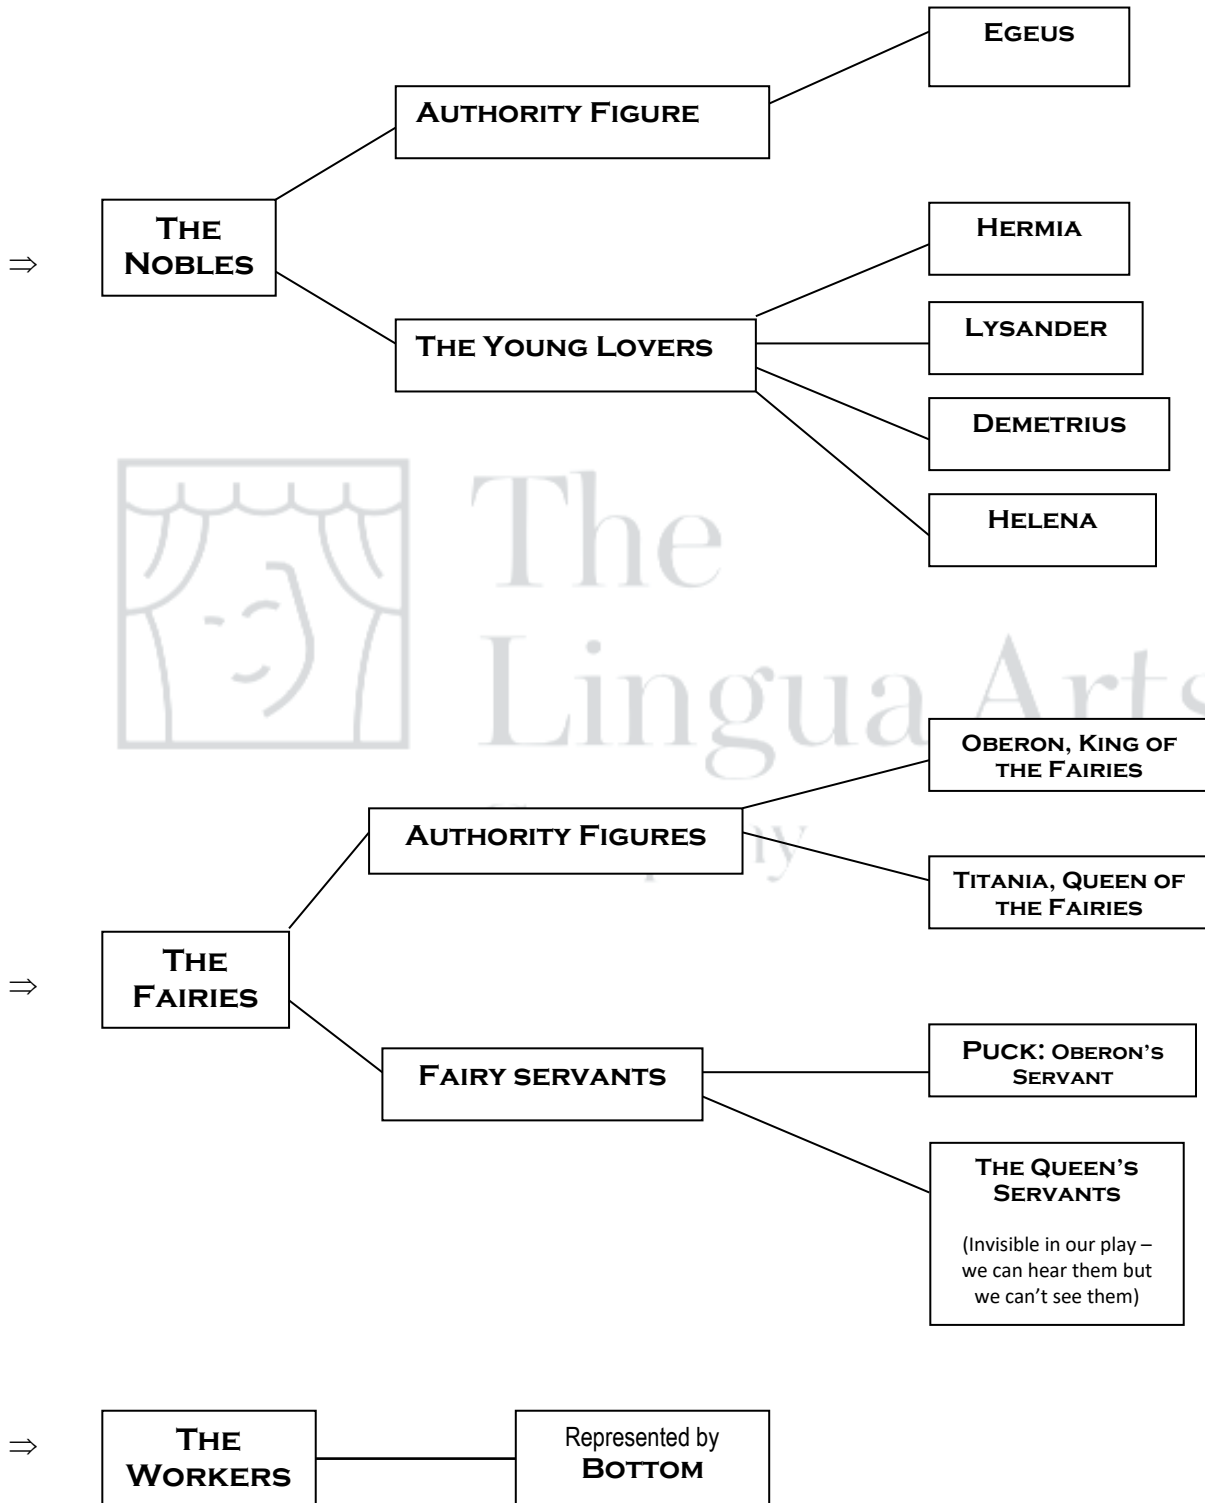 EGEUS
AUTHORITY FIGURE
THE
NOBLES
HERMIA
LYSANDER
THE YOUNG LOVERS
DEMETRIUS
HELENA
The
Lingua Arts
OBERON, KING OF
THE FAIRIES
AUTHORITY FIGURES
TITANIA, QUEEN OF
THE FAIRIES
⇒
THE
FAIRIES
PUCK: OBERON'S
SERVANT
FAIRY SERVANTS
THE QUEEN'S
SERVANTS
(Invisible in our play –
we can hear them but
we can't see them)
⇒
THE
WORKERS
Represented by
BOTTOM